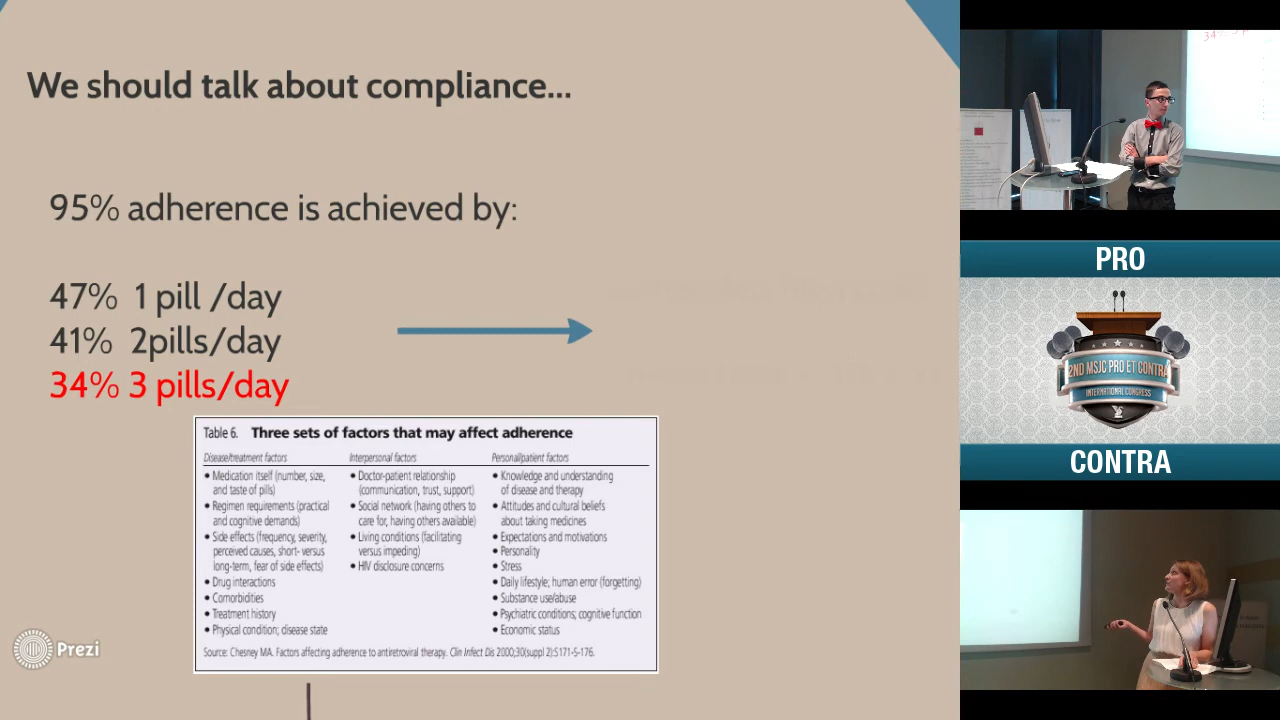 We should talk about compliance...
95% adherence is achieved by:
47% 1 pill /day
41% 2pills/day
34% 3 pills/day
Table 6. Three sets of factors that may affect adherence
Disease/treatment factors
• Medication itself (number, size,
and taste of pills)
• Regimen requirements (practical
and cognitive demands)
• Side effects (frequency, severity,
perceived causes, short- versus
long-term, fear of side effects)
• Drug interactions
• Comorbidities
• Treatment history
• Physical condition; disease state
Interpersonal factors
• Doctor-patient relationship
(communication, trust, support)
• Social network (having others to
care for, having others available)
• Living conditions (facilitating
versus impeding)
• HIV disclosure concerns
Personal/patient factors
• Knowledge and understanding
of disease and therapy
• Attitudes and cultural beliefs
about taking medicines
• Expectations and motivations
• Personality
• Stress
• Daily lifestyle; human error (forgetting)
• Substance use/abuse
• Psychiatric conditions; cognitive function
• Economic status
Source: Chesney MA. Factors affecting adherence to antiretroviral therapy. Clin Infect Dis 2000;30(suppl 2):S171-S-176.
Prezi
PRO
2ND MSJC PRO ET CONTRA
INTERNATIONAL CONGRESS
CONTRA